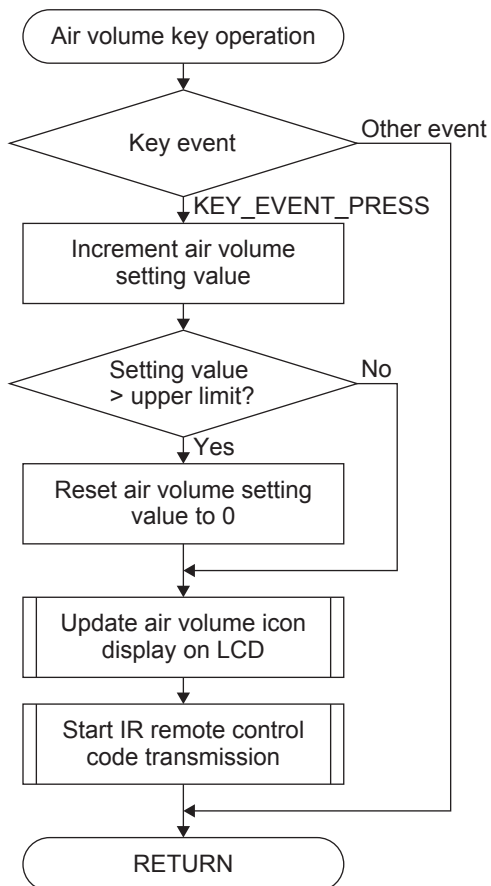 Air volume key operation
Key event
Other event
KEY_EVENT_PRESS
Increment air volume
setting value
Setting value
> upper limit?
No
Yes
Reset air volume setting
value to 0
Update air volume icon
display on LCD
Start IR remote control
code transmission
RETURN